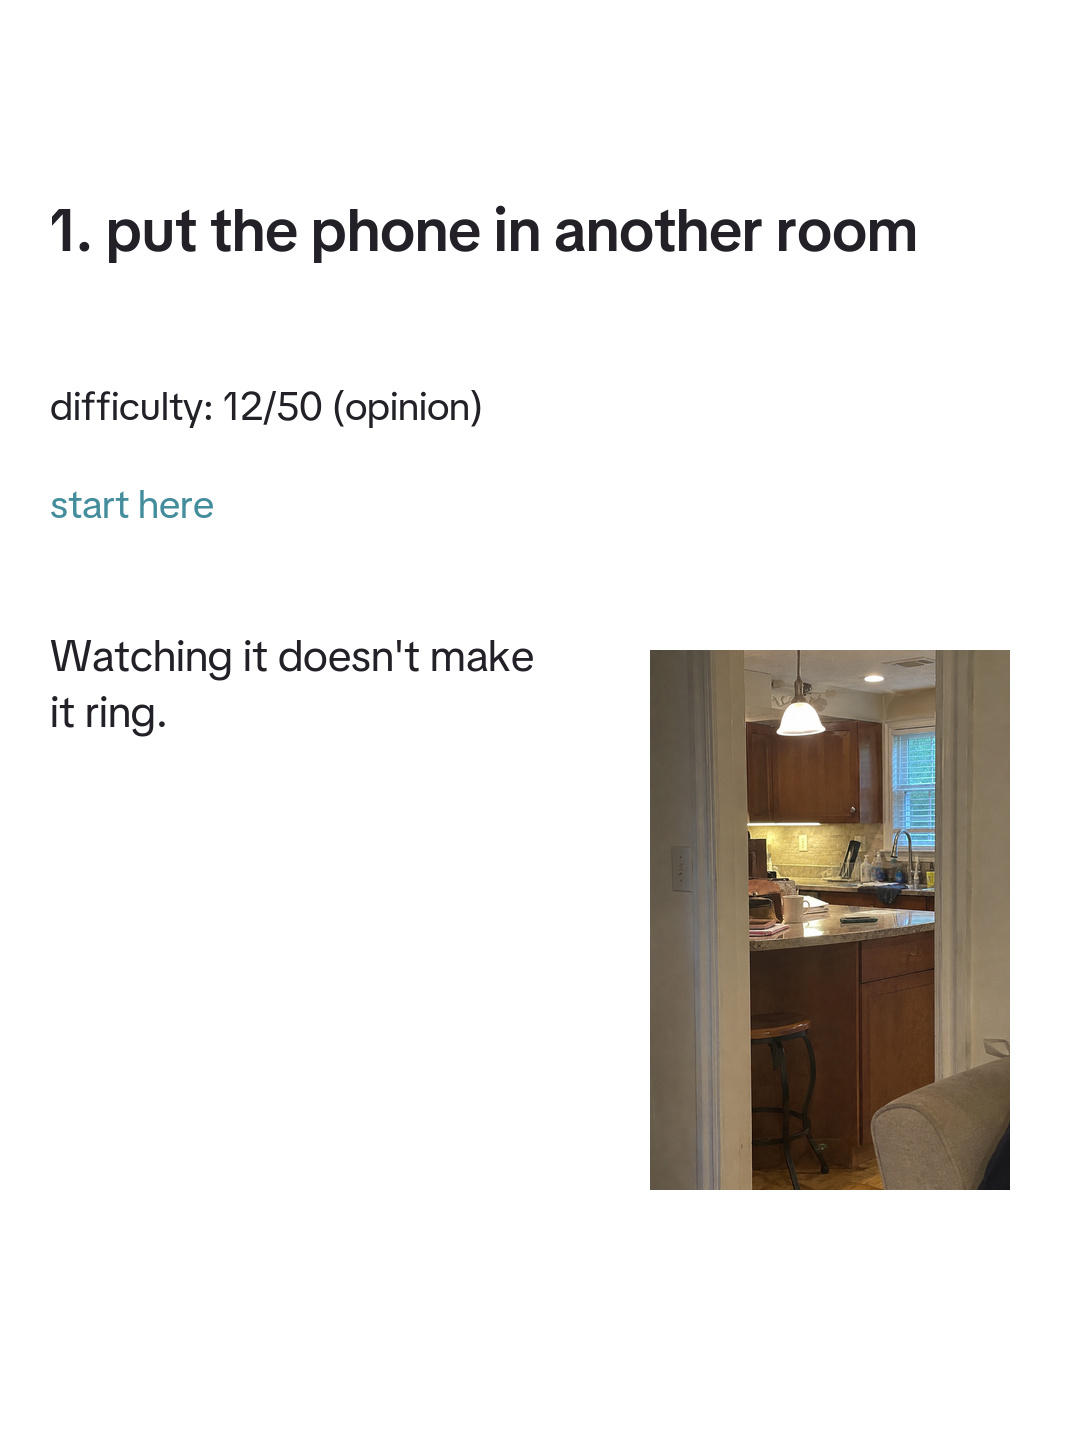 1. put the phone in another room
difficulty: 12/50 (opinion)
start here
Watching it doesn't make
it ring.